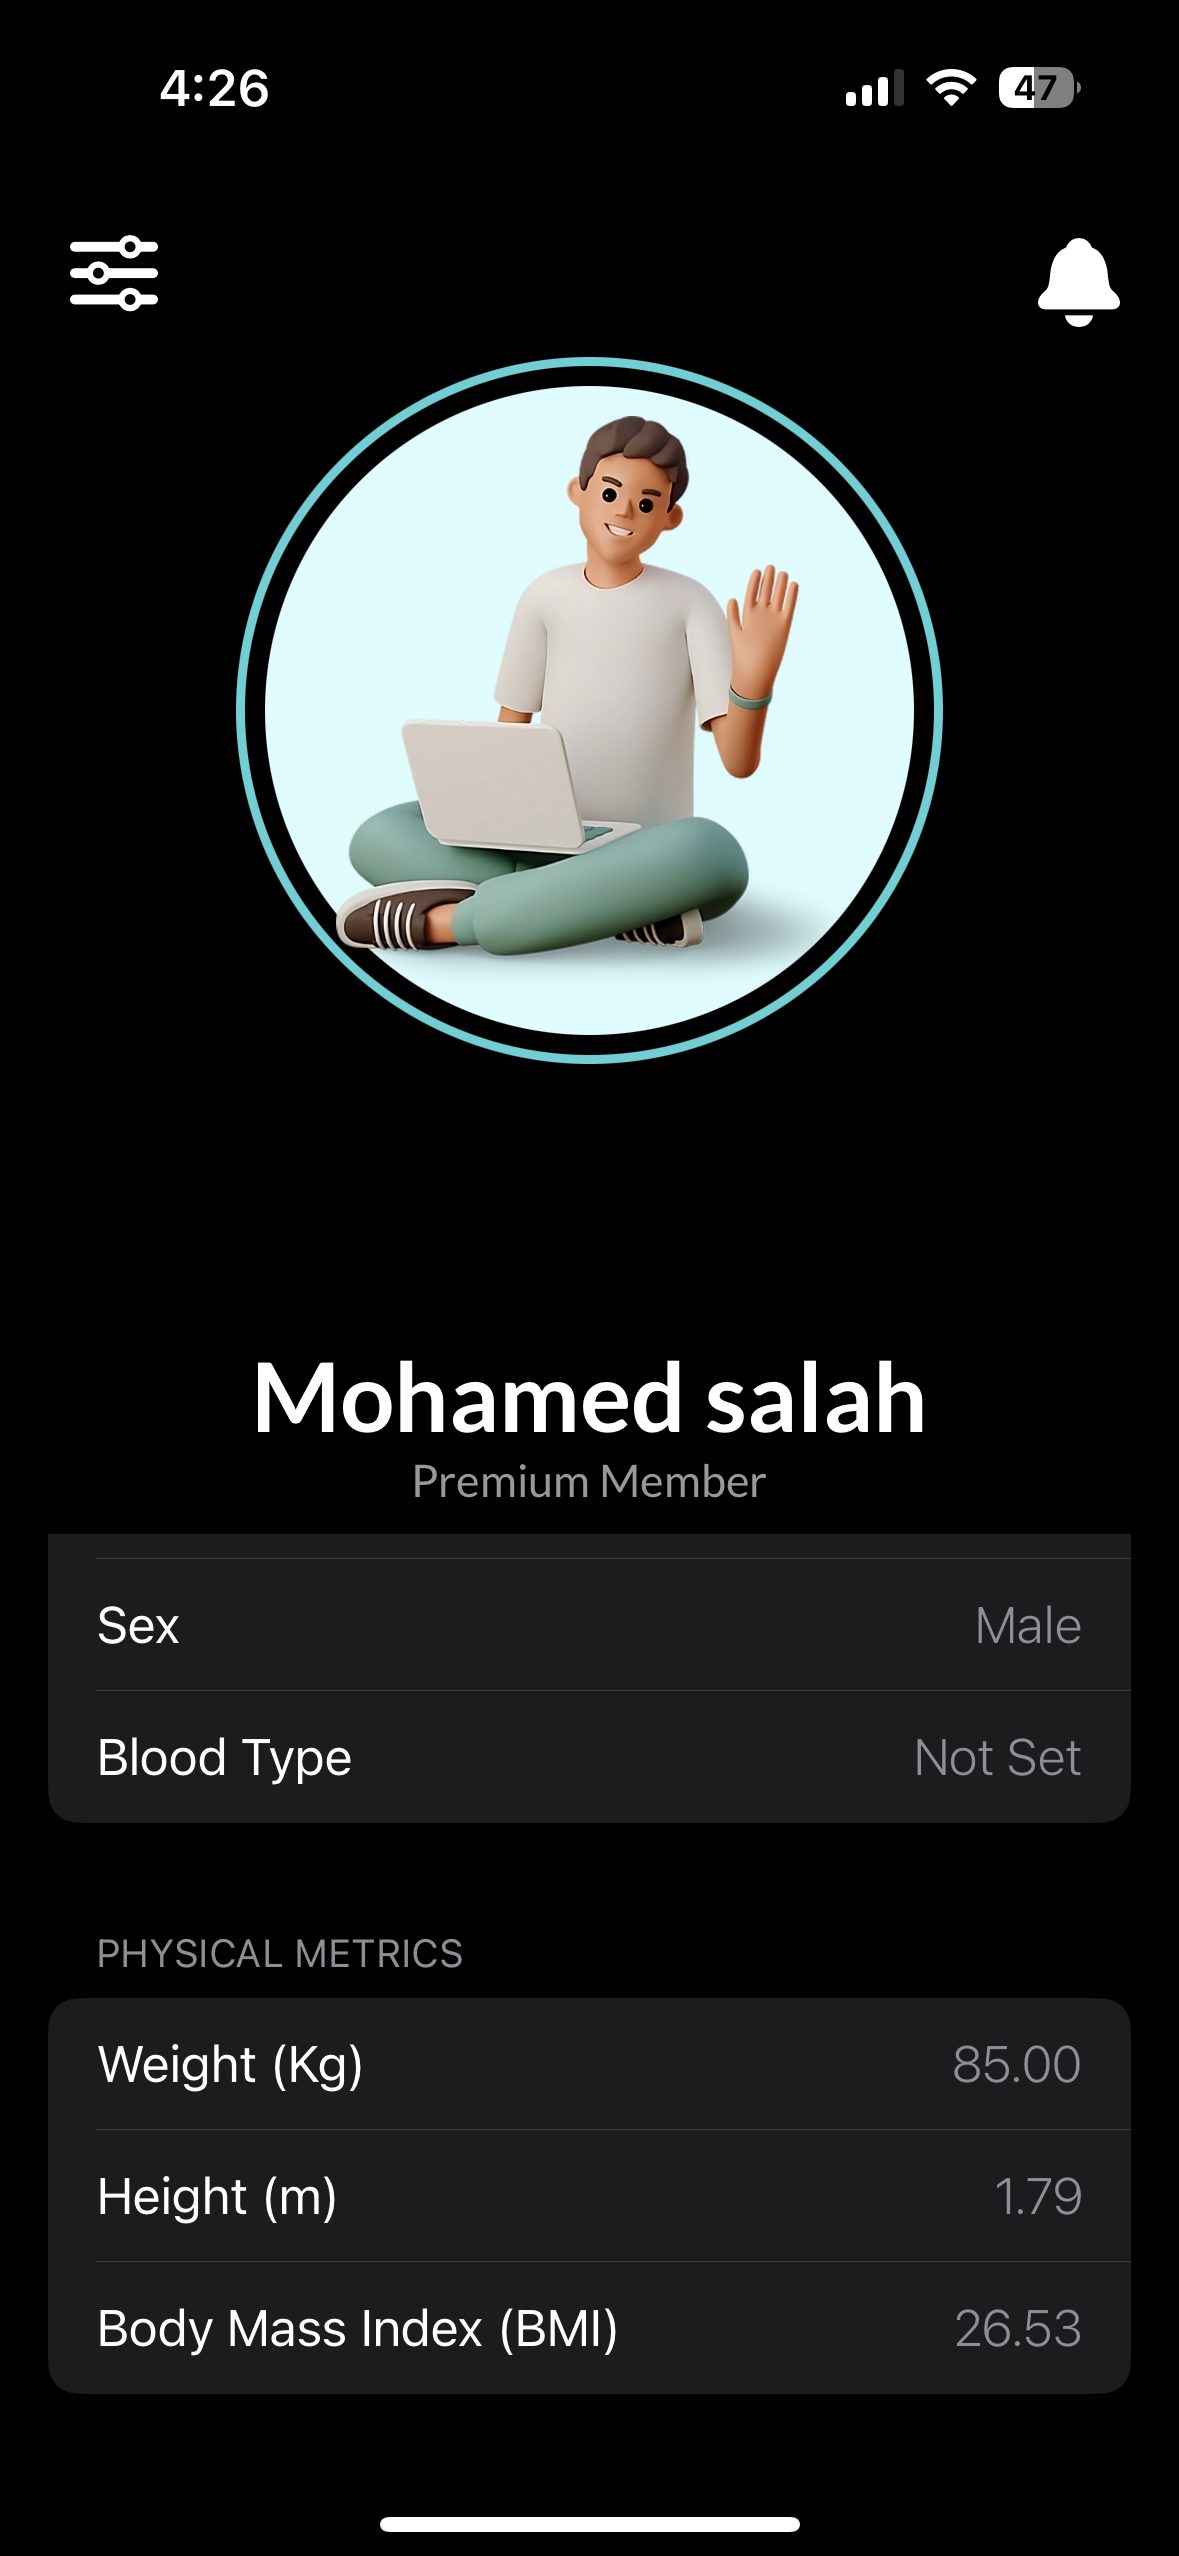 4:26
47
Mohamed salah
Premium Member
Sex Male
Blood Type Not Set
PHYSICAL METRICS
Weight (Kg) 85.00
Height (m) 1.79
Body Mass Index (BMI) 26.53